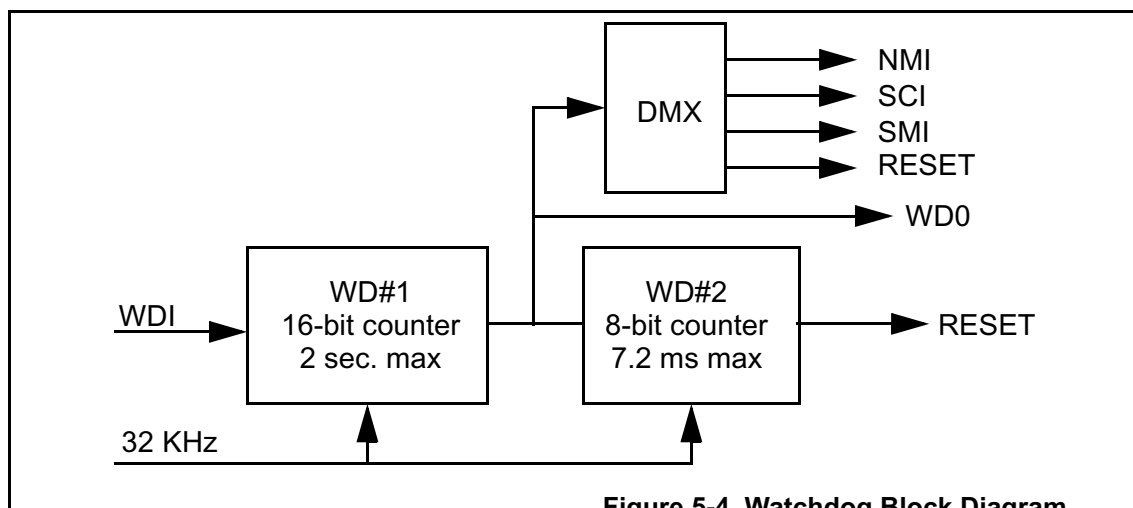 NMI
SCI
DMX
SMI
RESET
WD0
WD#1
16-bit counter
2 sec. max
WD#2
8-bit counter
7.2 ms max
WDI
RESET
32 KHz
Figure 5-4. Watchdog Block Diagram